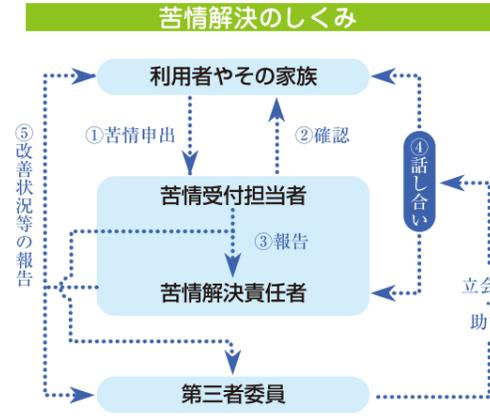 苦情解決のしくみ
利用者やその家族
①苦情申出
②確認
④話し合い
⑤改善状況等の報告
苦情受付担当者
③報告
苦情解決責任者
立会
助
第三者委員